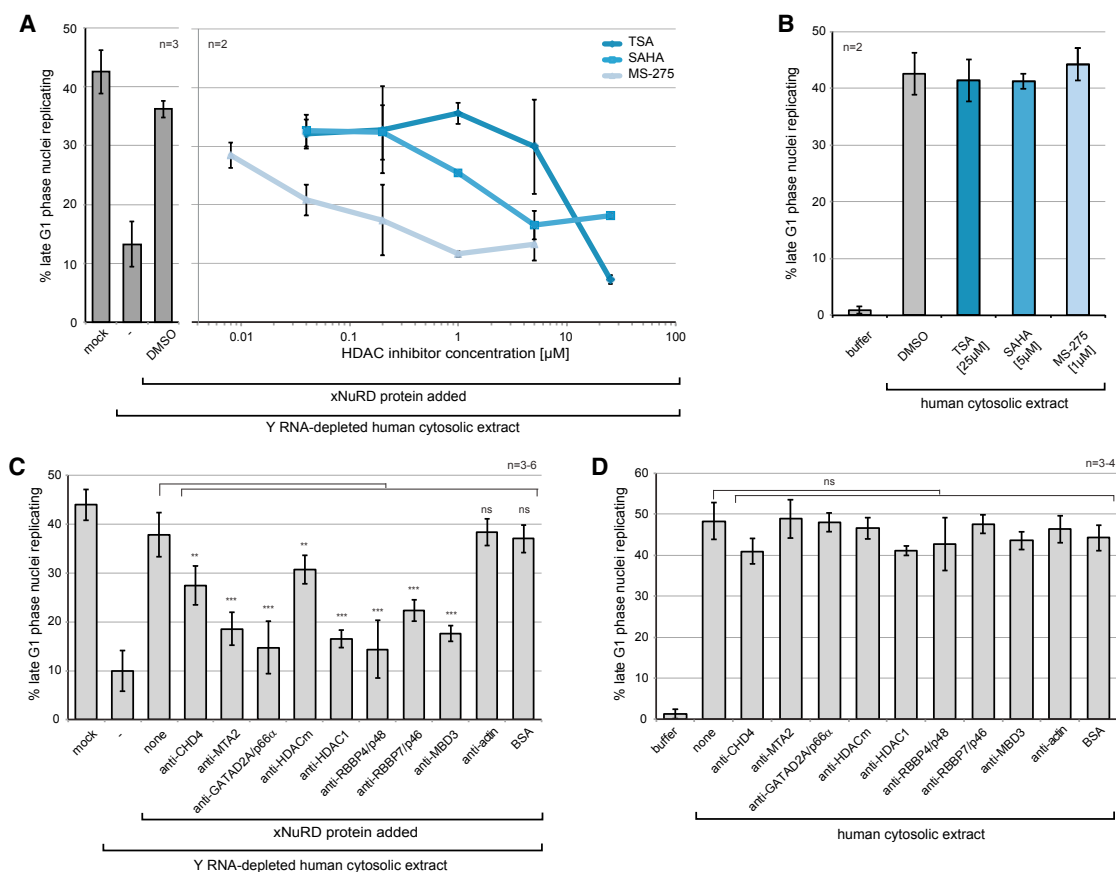 A
% late G1 phase nuclei replicating
50
40
30
20
10
0
n=3
n=2
TSA
SAHA
MS-275
mock
-
DMSO
0.01
0.1
1
10
100
HDAC inhibitor concentration [µM]
xNuRD protein added
Y RNA-depleted human cytosolic extract
B
% late G1 phase nuclei replicating
50
40
30
20
10
0
n=2
buffer
DMSO
TSA
[25µM]
SAHA
[5µM]
MS-275
[1µM]
human cytosolic extract
C
% late G1 phase nuclei replicating
50
40
30
20
10
0
n=3-6
**
***
***
**
***
***
***
***
ns
ns
mock
-
none
anti-CHD4
anti-MTA2
anti-GATAD2A/p66α
anti-HDACm
anti-HDAC1
anti-RBBP4/p48
anti-RBBP7/p46
anti-MBD3
anti-actin
BSA
xNuRD protein added
Y RNA-depleted human cytosolic extract
D
% late G1 phase nuclei replicating
60
50
40
30
20
10
0
n=3-4
ns
buffer
none
anti-CHD4
anti-MTA2
anti-GATAD2A/p66α
anti-HDACm
anti-HDAC1
anti-RBBP4/p48
anti-RBBP7/p46
anti-MBD3
anti-actin
BSA
human cytosolic extract